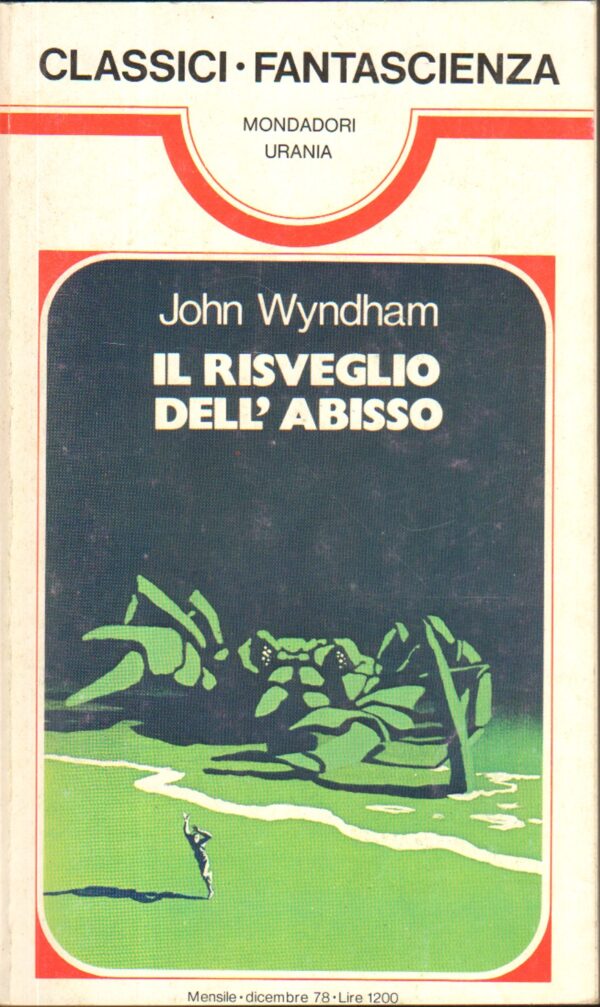 CLASSICI • FANTASCIENZA
MONDADORI
URANIA
John Wyndham
IL RISVEGLIO
DELL'ABISSO
Mensile • dicembre 78 • Lire 1200